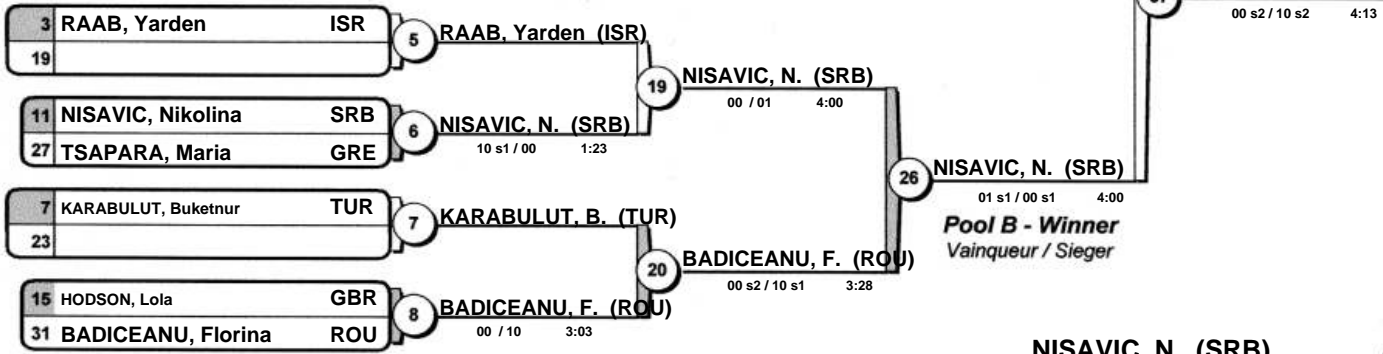 00 s2 / 10 s2 4:13
3 RAAB, Yarden ISR
19
5 RAAB, Yarden (ISR)
19 NISAVIC, N. (SRB)
00 / 01 4:00
11 NISAVIC, Nikolina SRB
27 TSAPARA, Maria GRE
6 NISAVIC, N. (SRB)
10 s1 / 00 1:23
26 NISAVIC, N. (SRB)
01 s1 / 00 s1 4:00
Pool B - Winner
Vainqueur / Sieger
7 KARABULUT, Buketnur TUR
23
7 KARABULUT, B. (TUR)
20 BADICEANU, F. (ROU)
00 s2 / 10 s1 3:28
15 HODSON, Lola GBR
31 BADICEANU, Florina ROU
8 BADICEANU, F. (ROU)
00 / 10 3:03
NISAVIC, N. (SRB)